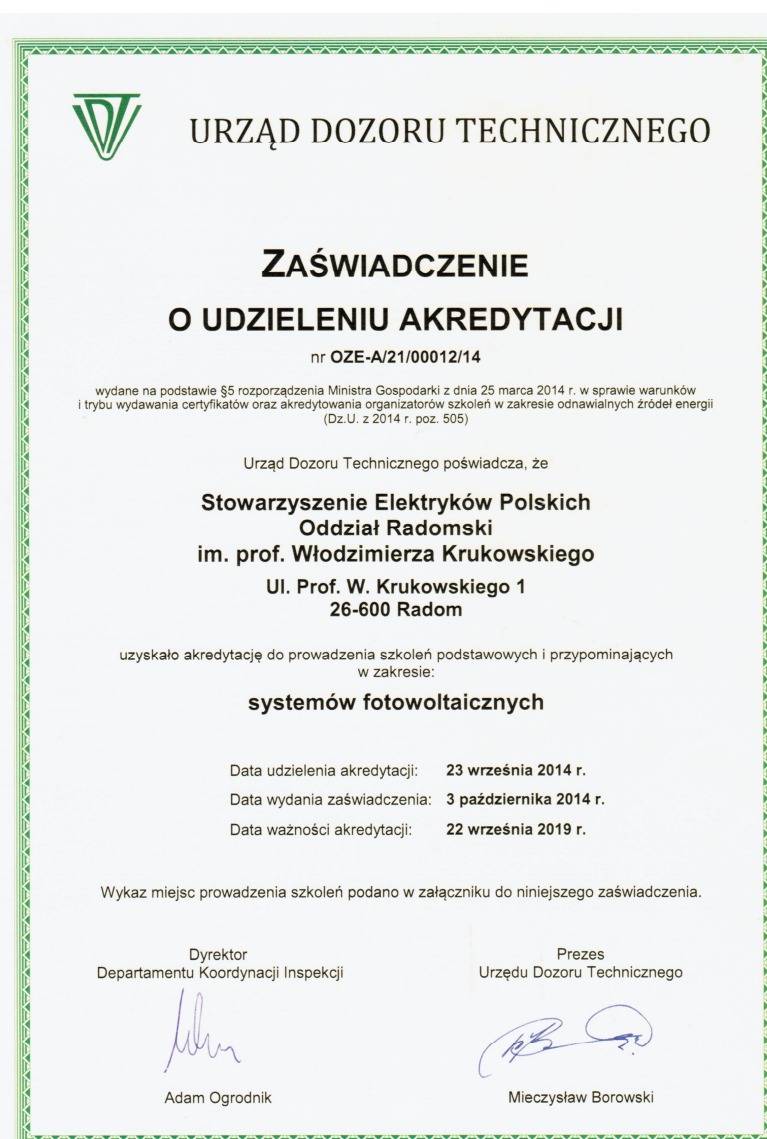 UDT
URZĄD DOZORU TECHNICZNEGO
ZAŚWIADCZENIE
O UDZIELENIU AKREDYTACJI
nr OZE-A/21/00012/14
wydane na podstawie §5 rozporządzenia Ministra Gospodarki z dnia 25 marca 2014 r. w sprawie warunków
i trybu wydawania certyfikatów oraz akredytowania organizatorów szkoleń w zakresie odnawialnych źródeł energii
(Dz.U. z 2014 r. poz. 505)
Urząd Dozoru Technicznego poświadcza, że
Stowarzyszenie Elektryków Polskich
Oddział Radomski
im. prof. Włodzimierza Krukowskiego
Ul. Prof. W. Krukowskiego 1
26-600 Radom
uzyskało akredytację do prowadzenia szkoleń podstawowych i przypominających
w zakresie:
systemów fotowoltaicznych
Data udzielenia akredytacji: 23 września 2014 r.
Data wydania zaświadczenia: 3 października 2014 r.
Data ważności akredytacji: 22 września 2019 r.
Wykaz miejsc prowadzenia szkoleń podano w załączniku do niniejszego zaświadczenia.
Dyrektor
Departamentu Koordynacji Inspekcji
Adam Ogrodnik
Prezes
Urzędu Dozoru Technicznego
Mieczysław Borowski